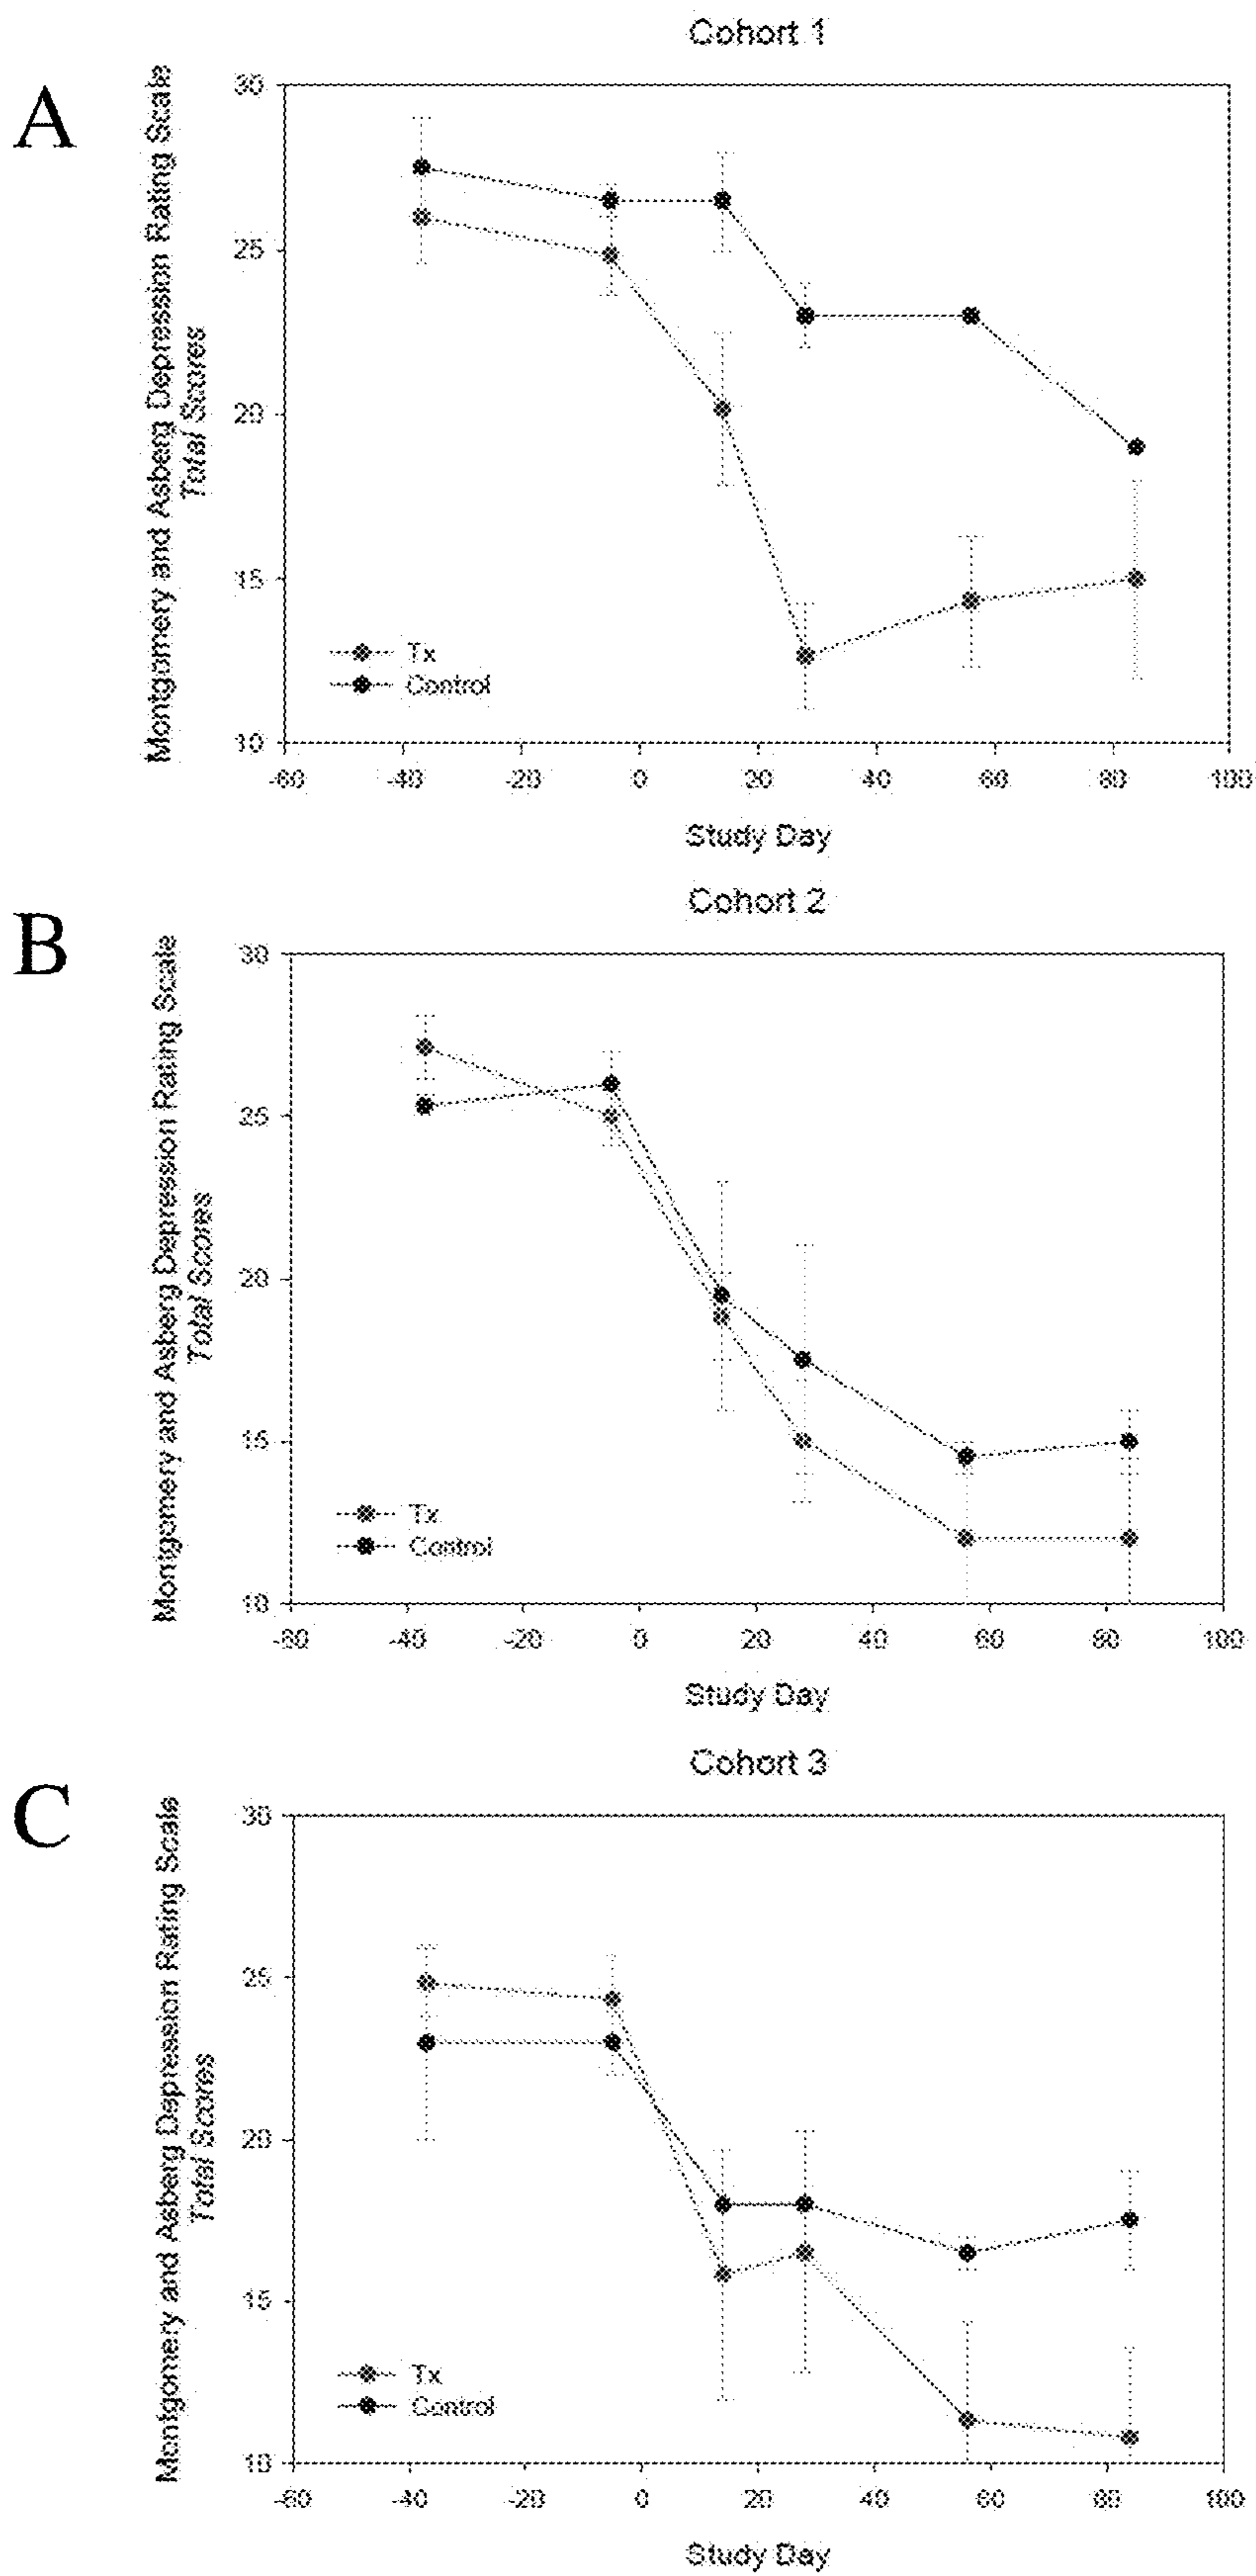 Cohort 1
A
Montgomery and Asberg Depression Rating Scale
Total Scores
30
25
20
15
10
Tx
Control
-60 -40 -20 0 20 40 60 80 100
Study Day
Cohort 2
B
Montgomery and Asberg Depression Rating Scale
Total Scores
30
25
20
15
10
Tx
Control
-60 -40 -20 0 20 40 60 80 100
Study Day
Cohort 3
C
Montgomery and Asberg Depression Rating Scale
Total Scores
30
25
20
15
10
Tx
Control
-60 -40 -20 0 20 40 60 80 100
Study Day